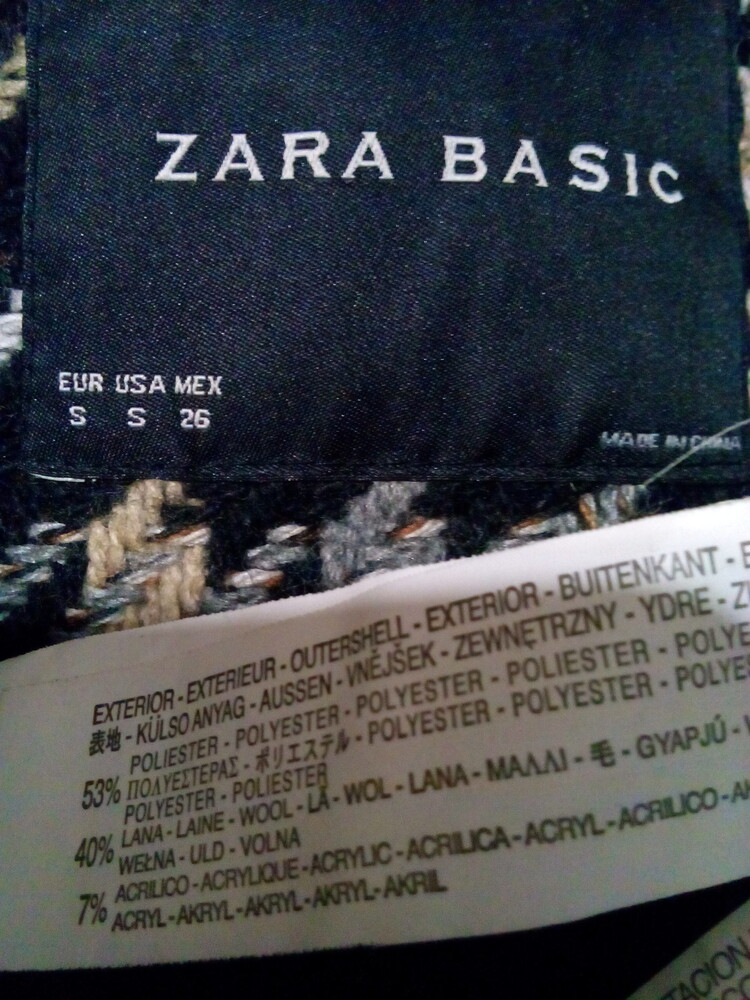 ZARA BASIC
EUR USA MEX
S S 26
MADE IN CHINA
EXTERIOR - EXTERIEUR - OUTERSHELL - EXTERIOR - BUITENKANT -
表地 - KÜLSO ANYAG - AUSSEN - VNĚJŠEK - ZEWNĘTRZNY - YDRE -
POLIESTER - POLYESTER - POLYESTER - POLIESTER - POLYE
53% ΠΟΛΥΕΣΤΕΡΑΣ - ポリエステル - POLYESTER - POLYESTER - POLYE
POLYESTER - POLIESTER
40% LANA - LAINE - WOOL - LÃ - WOL - LANA - ΜΑΛΛΙ - 毛 - GYAPJÚ -
WEŁNA - ULD - VOLNA
7% ACRILICO - ACRYLIQUE - ACRYLIC - ACRILICA - ACRYL - ACRILICO -
ACRYL - AKRYL - AKRYL - AKRYL - AKRIL
TACION